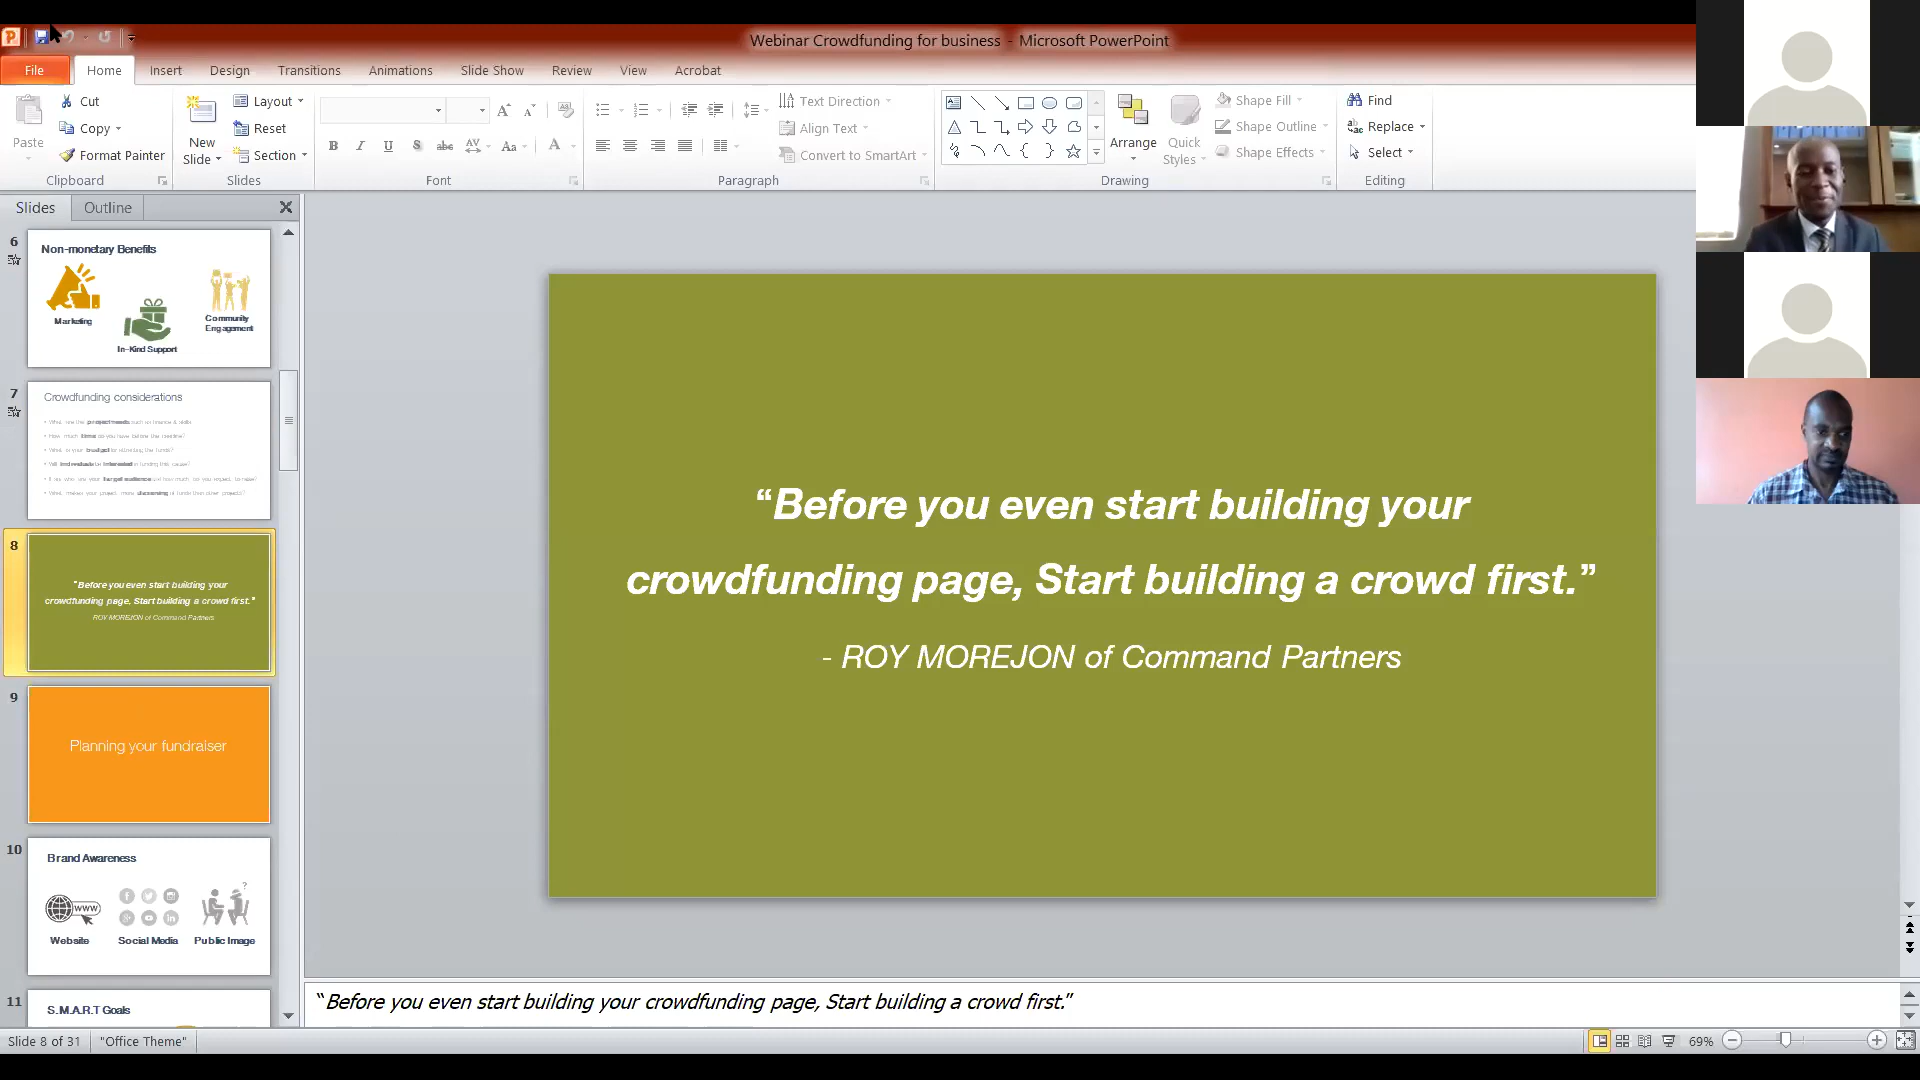 Webinar Crowdfunding for business - Microsoft PowerPoint
File Home Insert Design Transitions Animations Slide Show Review View Acrobat
Paste
Cut
Copy
Format Painter
Clipboard
New
Slide
Layout
Reset
Section
Slides
Font
Text Direction
Align Text
Convert to SmartArt
Paragraph
Arrange
Quick
Styles
Shape Fill
Shape Outline
Shape Effects
Drawing
Find
Replace
Select
Editing
Slides Outline
6
Non-monetary Benefits
Marketing
In-Kind Support
Community
Engagement
7
Crowdfunding considerations
8
"Before you even start building your
crowdfunding page, Start building a crowd first."
ROY MOREJON of Command Partners
9
Planning your fundraiser
10
Brand Awareness
www
Website Social Media Public Image
11
S.M.A.R.T Goals
“Before you even start building your
crowdfunding page, Start building a crowd first.”
- ROY MOREJON of Command Partners
“Before you even start building your crowdfunding page, Start building a crowd first.”
Slide 8 of 31 "Office Theme" 69%